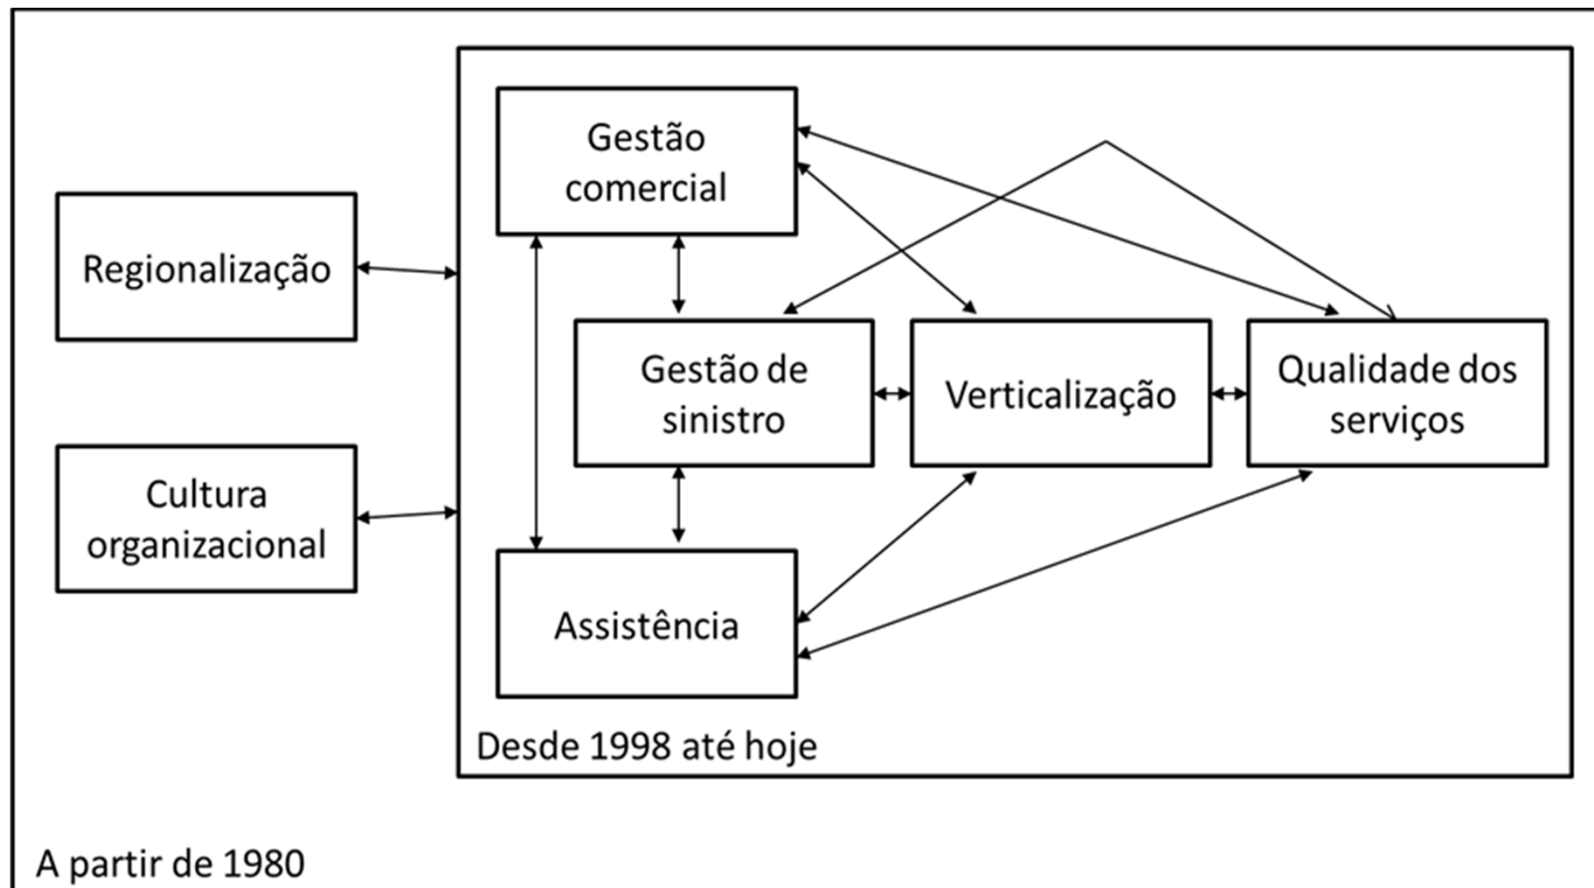 Gestão
comercial
Regionalização
Gestão de
sinistro
Verticalização
Qualidade dos
serviços
Cultura
organizacional
Assistência
Desde 1998 até hoje
A partir de 1980